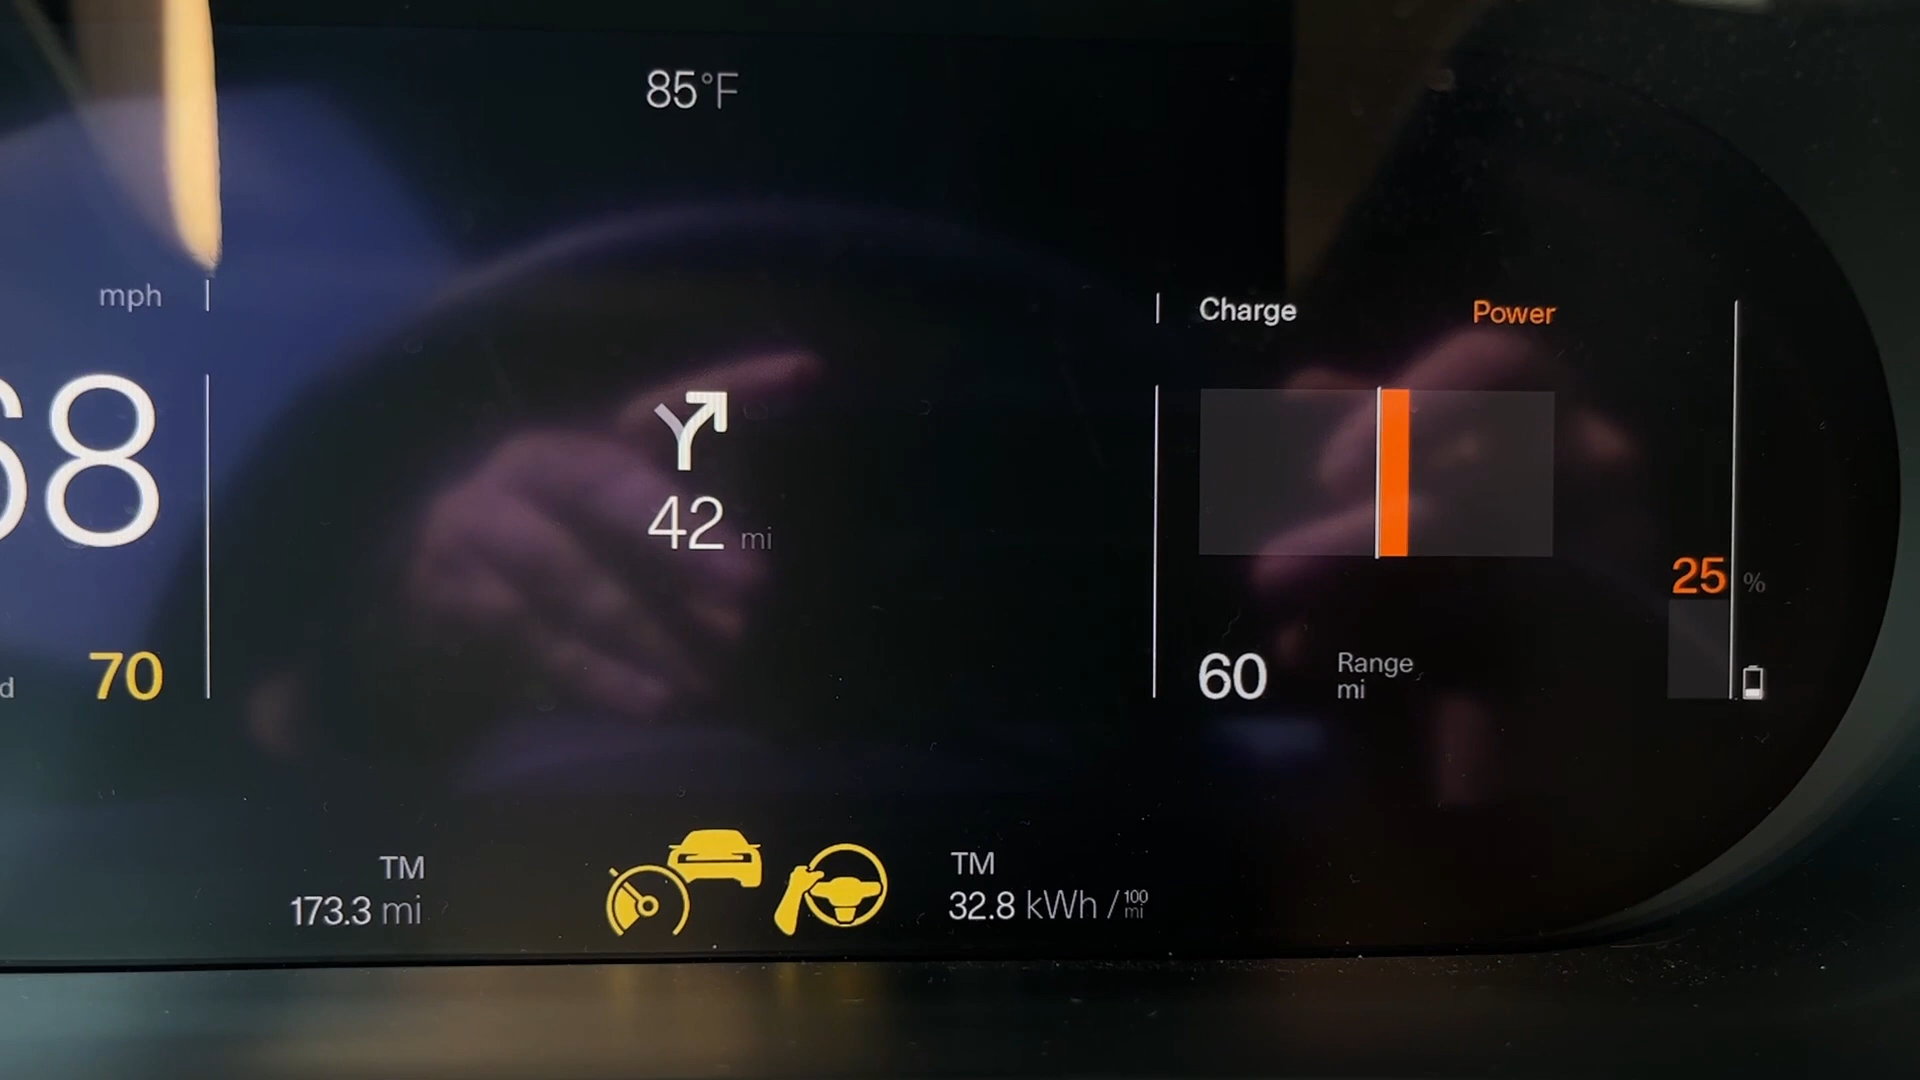 85°F
mph
68
70
42 mi
Charge
Power
25 %
60
Range
mi
TM
173.3 mi
TM
32.8 kWh / 100 mi